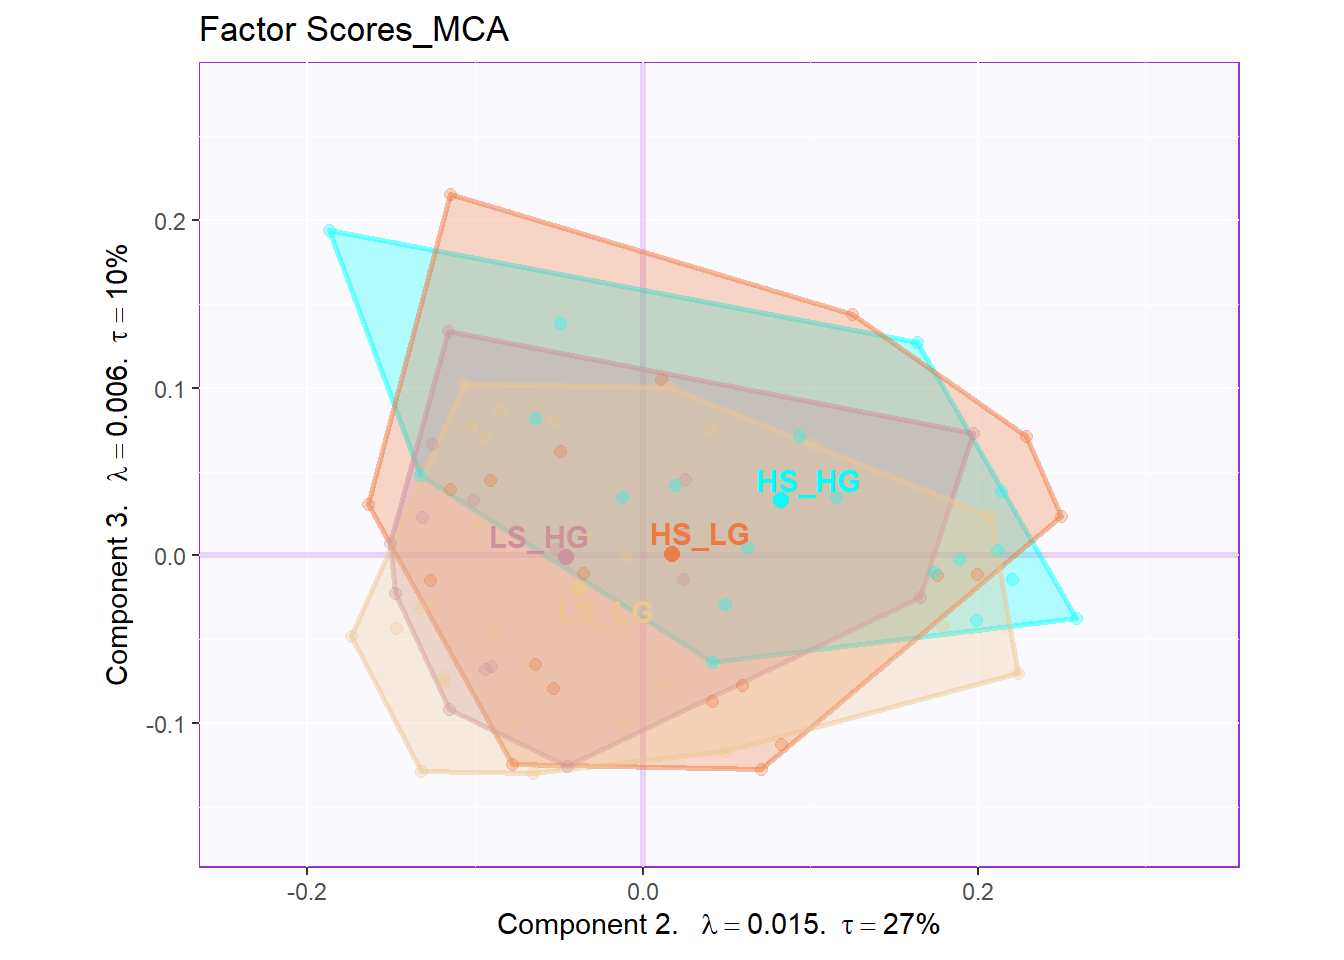 Factor Scores_MCA
Component 3.  λ = 0.006.  τ = 10%
0.2
0.1
0.0
-0.1
HS_HG
HS_LG
LS_HG
LS_LG
-0.2
0.0
0.2
Component 2.  λ = 0.015.  τ = 27%